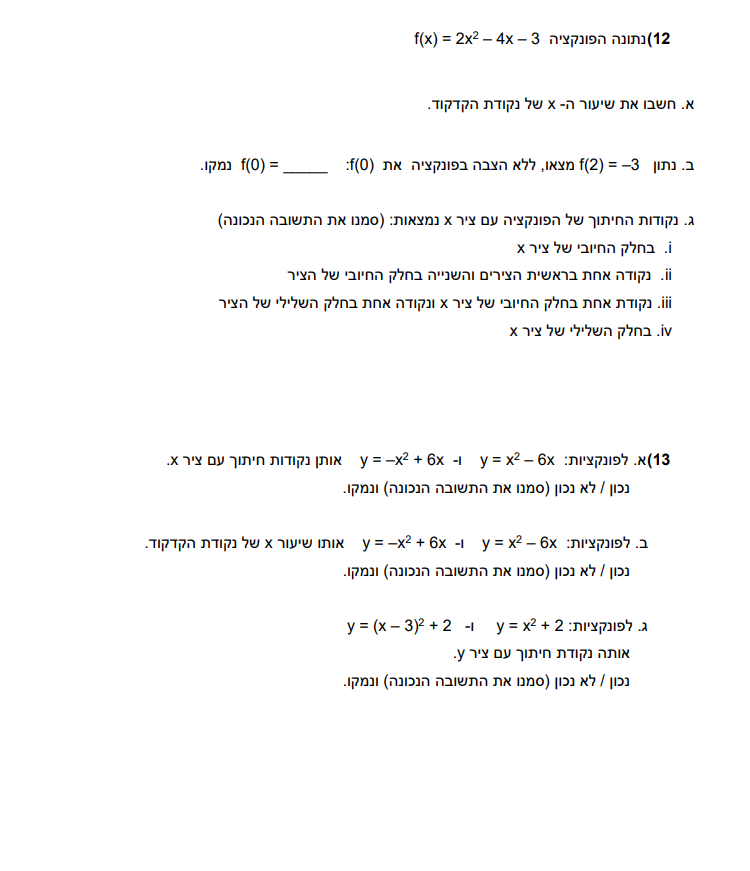 12)נתונה הפונקציה f(x) = 2x² – 4x – 3
א. חשבו את שיעור ה- x של נקודת הקדקוד.
ב. נתון f(2) = –3 מצאו, ללא הצבה בפונקציה את f(0): f(0) = _____ נמקו.
ג. נקודות החיתוך של הפונקציה עם ציר x נמצאות: (סמנו את התשובה הנכונה)
i. בחלק החיובי של ציר x
ii. נקודה אחת בראשית הצירים והשנייה בחלק החיובי של הציר
iii. נקודת אחת בחלק החיובי של ציר x ונקודה אחת בחלק השלילי של הציר
iv. בחלק השלילי של ציר x
13)א. לפונקציות: y = x² – 6x ו- y = –x² + 6x אותן נקודות חיתוך עם ציר x.
נכון / לא נכון (סמנו את התשובה הנכונה) ונמקו.
ב. לפונקציות: y = x² – 6x ו- y = –x² + 6x אותו שיעור x של נקודת הקדקוד.
נכון / לא נכון (סמנו את התשובה הנכונה) ונמקו.
ג. לפונקציות: y = x² + 2 ו- y = (x – 3)² + 2
אותה נקודת חיתוך עם ציר y.
נכון / לא נכון (סמנו את התשובה הנכונה) ונמקו.